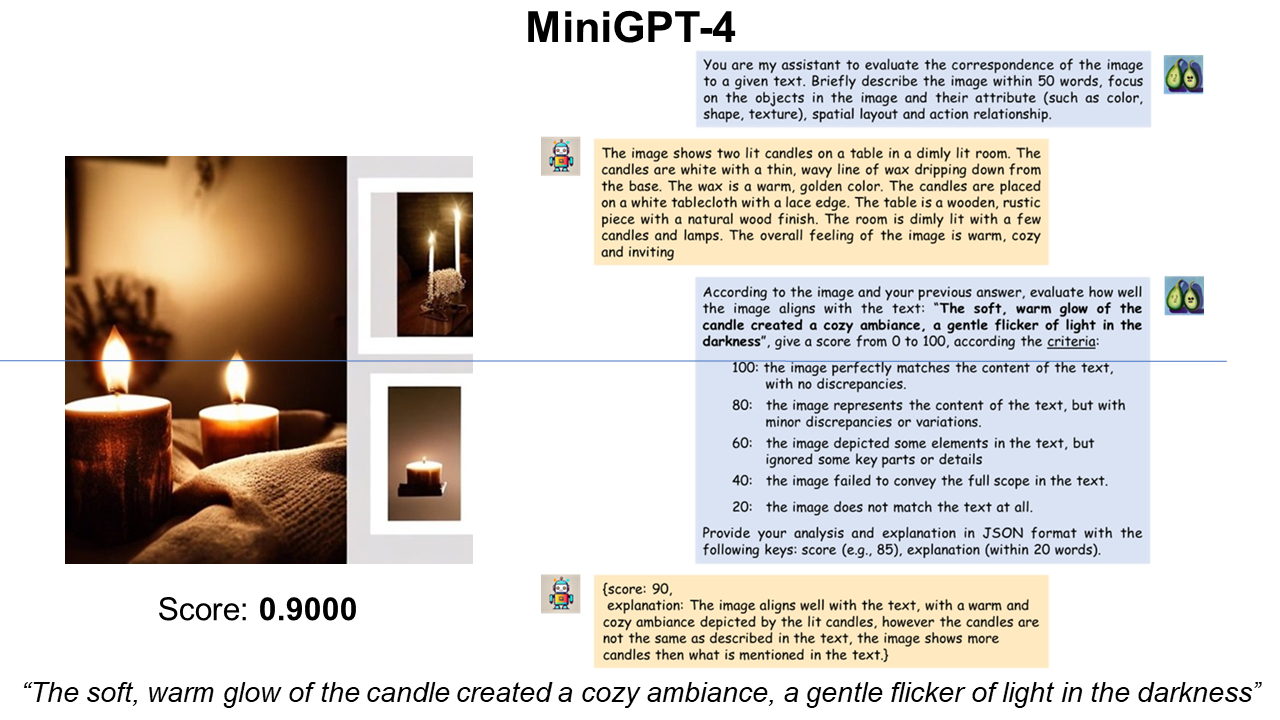 MiniGPT-4
You are my assistant to evaluate the correspondence of the image
to a given text. Briefly describe the image within 50 words, focus
on the objects in the image and their attribute (such as color,
shape, texture), spatial layout and action relationship.
The image shows two lit candles on a table in a dimly lit room. The
candles are white with a thin, wavy line of wax dripping down from
the base. The wax is a warm, golden color. The candles are placed
on a white tablecloth with a lace edge. The table is a wooden, rustic
piece with a natural wood finish. The room is dimly lit with a few
candles and lamps. The overall feeling of the image is warm, cozy
and inviting
According to the image and your previous answer, evaluate how well
the image aligns with the text: “The soft, warm glow of the
candle created a cozy ambiance, a gentle flicker of light in the
darkness”, give a score from 0 to 100, according the criteria:
100: the image perfectly matches the content of the text,
with no discrepancies.
80: the image represents the content of the text, but with
minor discrepancies or variations.
60: the image depicted some elements in the text, but
ignored some key parts or details
40: the image failed to convey the full scope in the text.
20: the image does not match the text at all.
Provide your analysis and explanation in JSON format with the
following keys: score (e.g., 85), explanation (within 20 words).
{score: 90,
explanation: The image aligns well with the text, with a warm and
cozy ambiance depicted by the lit candles, however the candles are
not the same as described in the text, the image shows more
candles then what is mentioned in the text.}
Score: 0.9000
“The soft, warm glow of the candle created a cozy ambiance, a gentle flicker of light in the darkness”